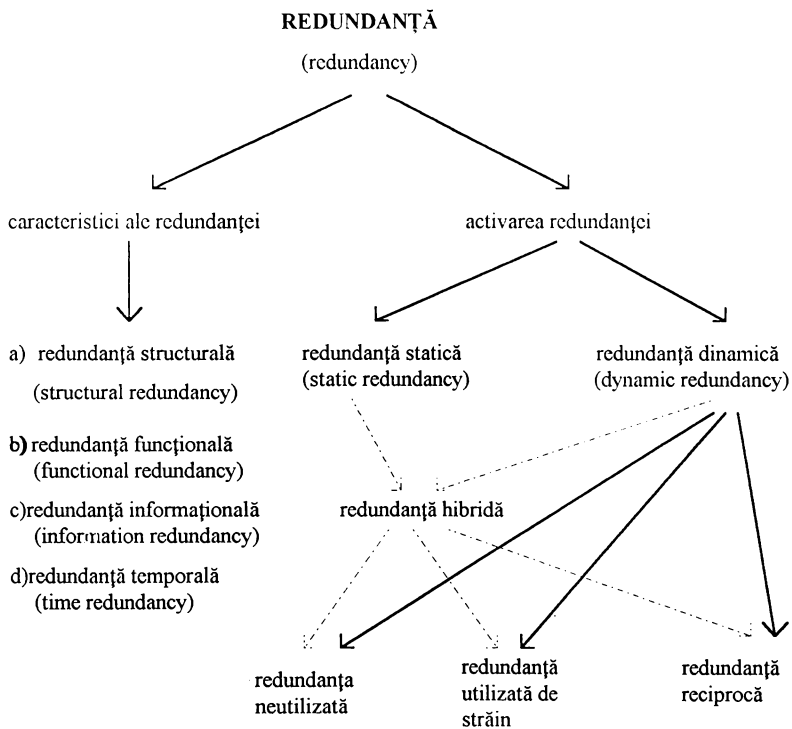 REDUNDANȚĂ
(redundancy)
caracteristici ale redundanței
activarea redundanței
a) redundanță structurală
(structural redundancy)
b) redundanță funcțională
(functional redundancy)
c)redundanță informațională
(information redundancy)
d)redundanță temporală
(time redundancy)
redundanță statică
(static redundancy)
redundanță dinamică
(dynamic redundancy)
redundanță hibridă
redundanța
neutilizată
redundanță
utilizată de
străin
redundanță
reciprocă